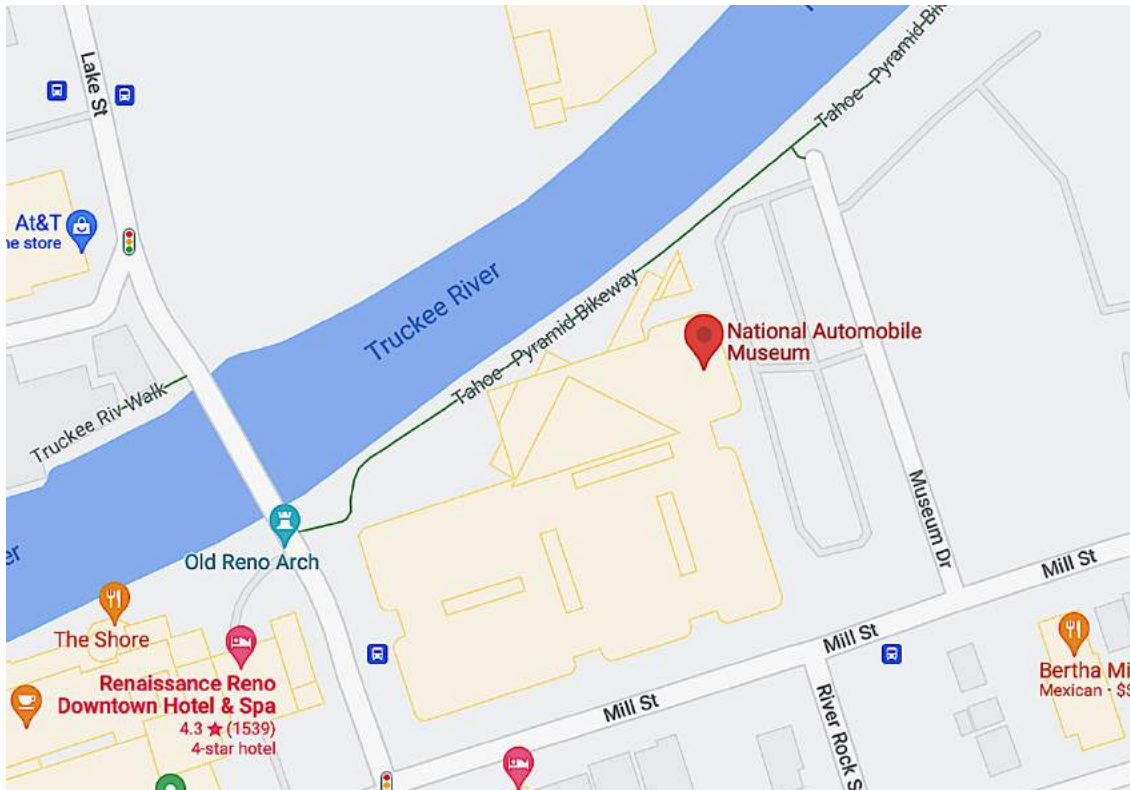 Lake St
Tahoe - Pyramid Bik
At&T
ne store
Truckee River
Tahoe - Pyramid Bikeway
National Automobile
Museum
Truckee Riv Walk
Museum Dr
er
Old Reno Arch
Mill St
The Shore
Mill St
Renaissance Reno
Downtown Hotel & Spa
4.3 ★ (1539)
4-star hotel
Bertha Mi
Mexican · $$
Mill St
River Rock S